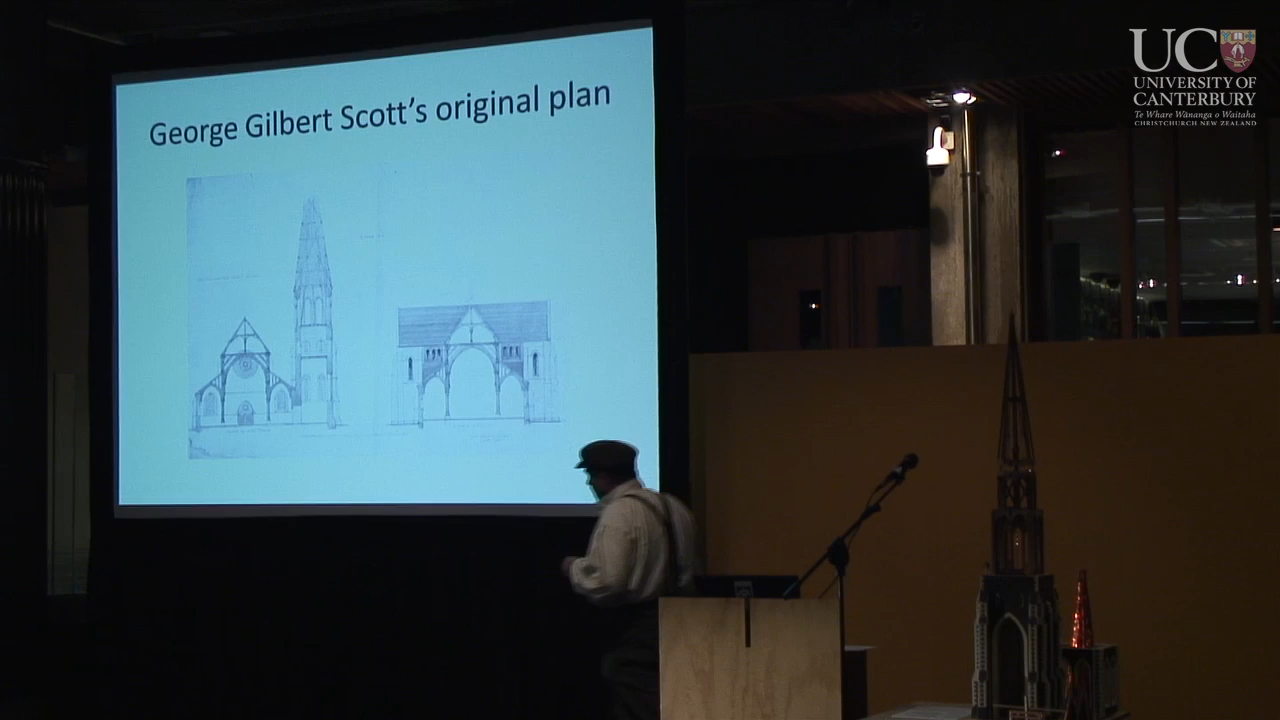 George Gilbert Scott's original plan
UC
UNIVERSITY OF
CANTERBURY
Te Whare Wānanga o Waitaha
CHRISTCHURCH NEW ZEALAND